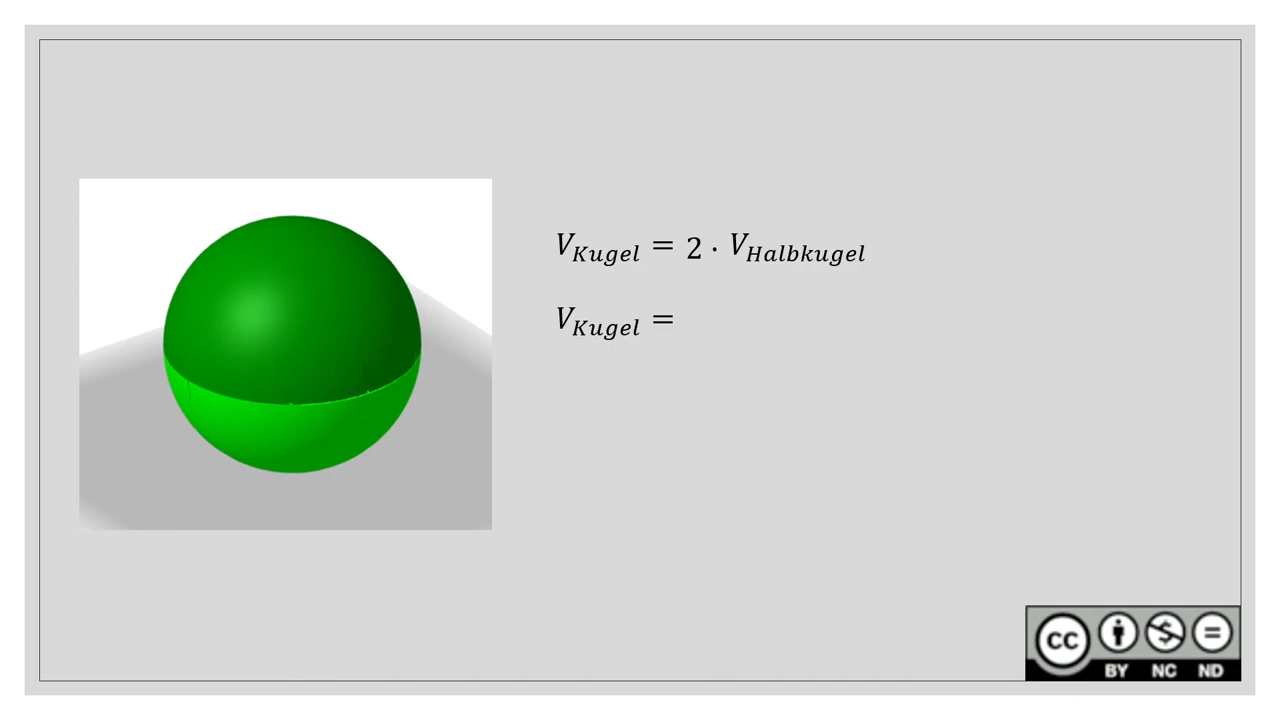 V_Kugel = 2 · V_Halbkugel
V_Kugel =
CC BY NC ND